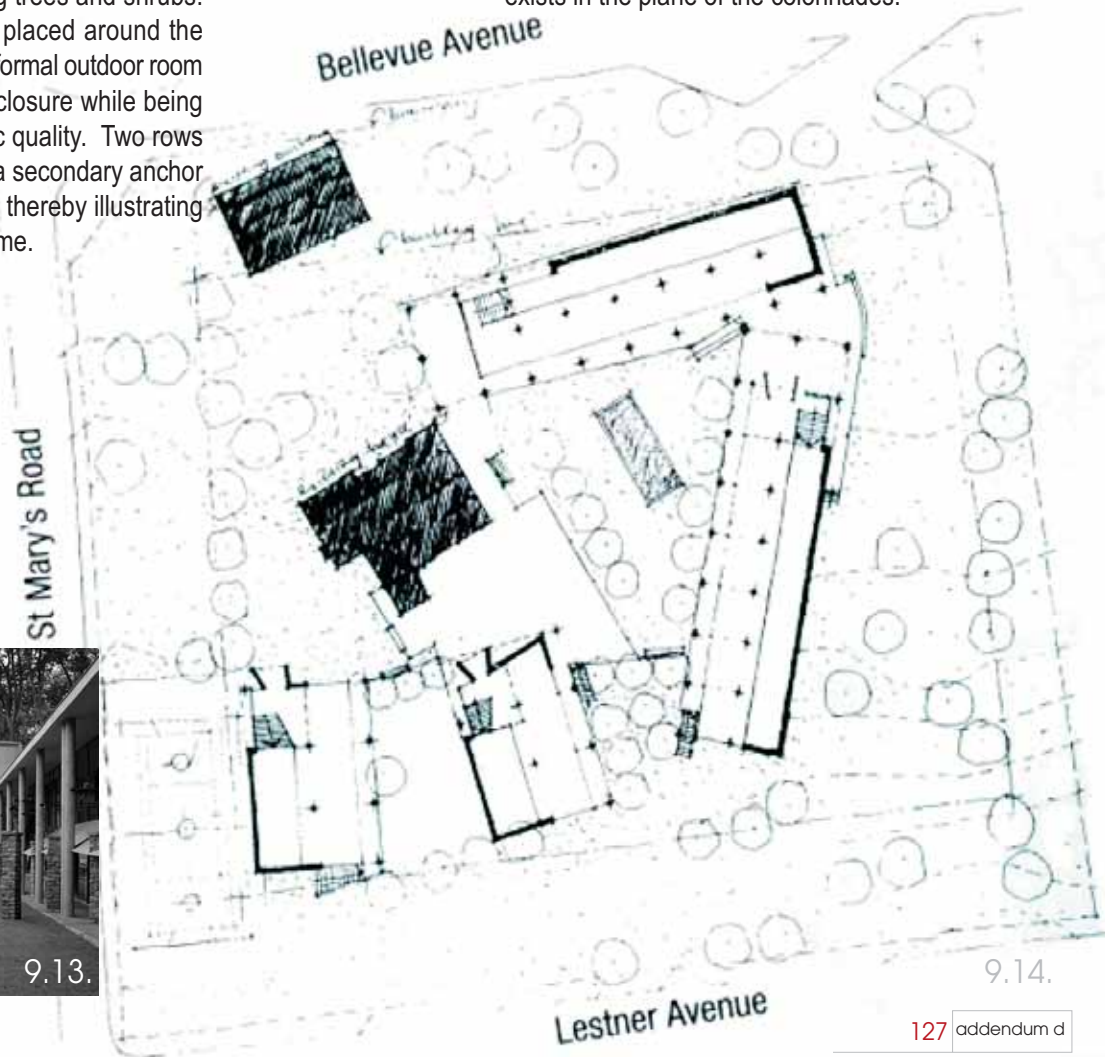 g trees and shrubs.
placed around the
formal outdoor room
closure while being
c quality. Two rows
a secondary anchor
thereby illustrating
me.
exists in the plane of the colonnades.
Bellevue Avenue
St Mary's Road
Lestner Avenue
9.13.
9.14.
127 addendum d